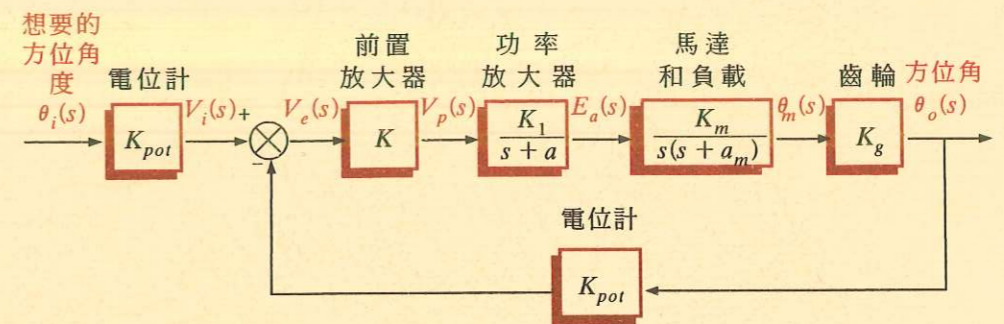 想要的
方位角
度
θi(s)
電位計
Kpot
Vi(s)+
-
Ve(s)
前置
放大器
K
Vp(s)
功率
放大器
K1
s + a
Ea(s)
馬達
和負載
Km
s(s + am)
θm(s)
齒輪
Kg
方位角
θo(s)
電位計
Kpot